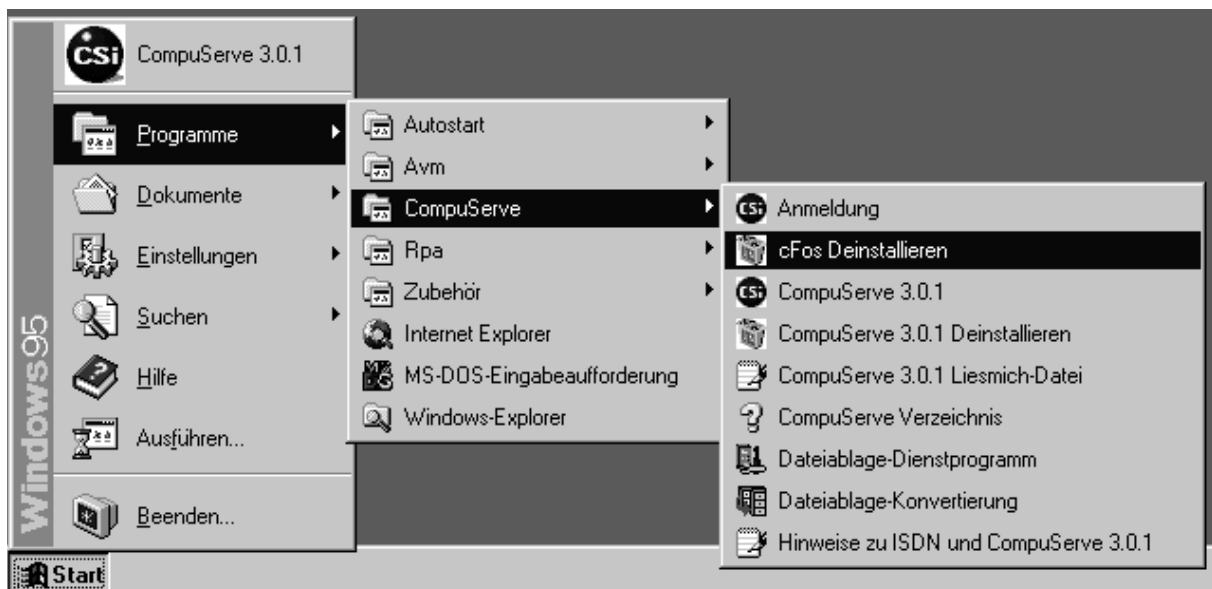 CSi CompuServe 3.0.1
Programme
Dokumente
Einstellungen
Suchen
Hilfe
Ausführen...
Beenden...
Windows95
Start
Autostart
Avm
CompuServe
Rpa
Zubehör
Internet Explorer
MS-DOS-Eingabeaufforderung
Windows-Explorer
CSi Anmeldung
cFos Deinstallieren
CSi CompuServe 3.0.1
CompuServe 3.0.1 Deinstallieren
CompuServe 3.0.1 Liesmich-Datei
CompuServe Verzeichnis
Dateiablage-Dienstprogramm
Dateiablage-Konvertierung
Hinweise zu ISDN und CompuServe 3.0.1